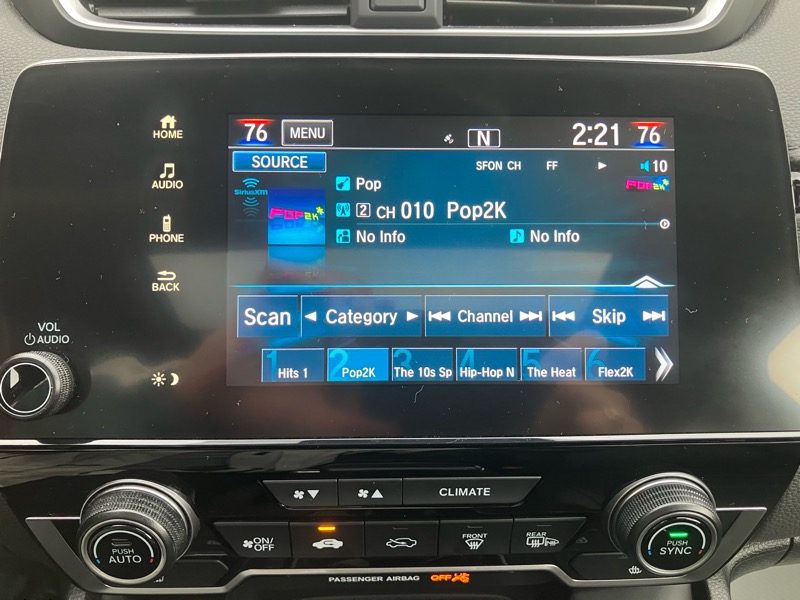 76 MENU N 2:21 76
HOME
SOURCE SFON CH FF 10
AUDIO SiriusXM POP2K Pop POP2K
2 CH 010 Pop2K
PHONE No Info No Info
BACK
Scan Category Channel Skip
VOL
AUDIO
1 Hits 1 2 Pop2K 3 The 10s Sp 4 Hip-Hop N 5 The Heat 6 Flex2K
CLIMATE
PUSH AUTO ON/OFF FRONT REAR PUSH SYNC
PASSENGER AIRBAG OFF